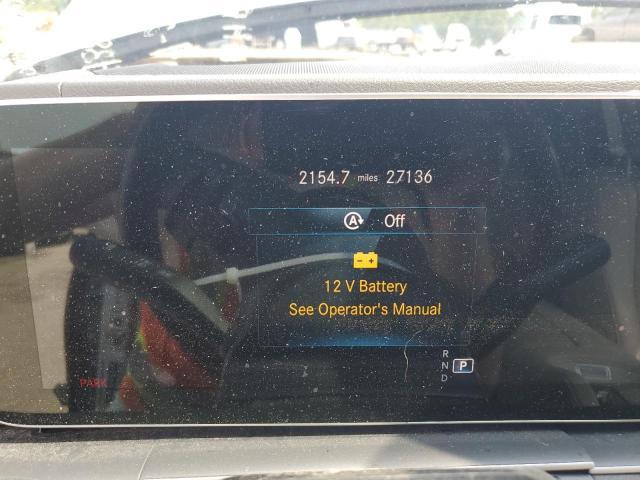 2154.7 miles 27136
A Off
12 V Battery
See Operator's Manual
R
N P
D
PARK